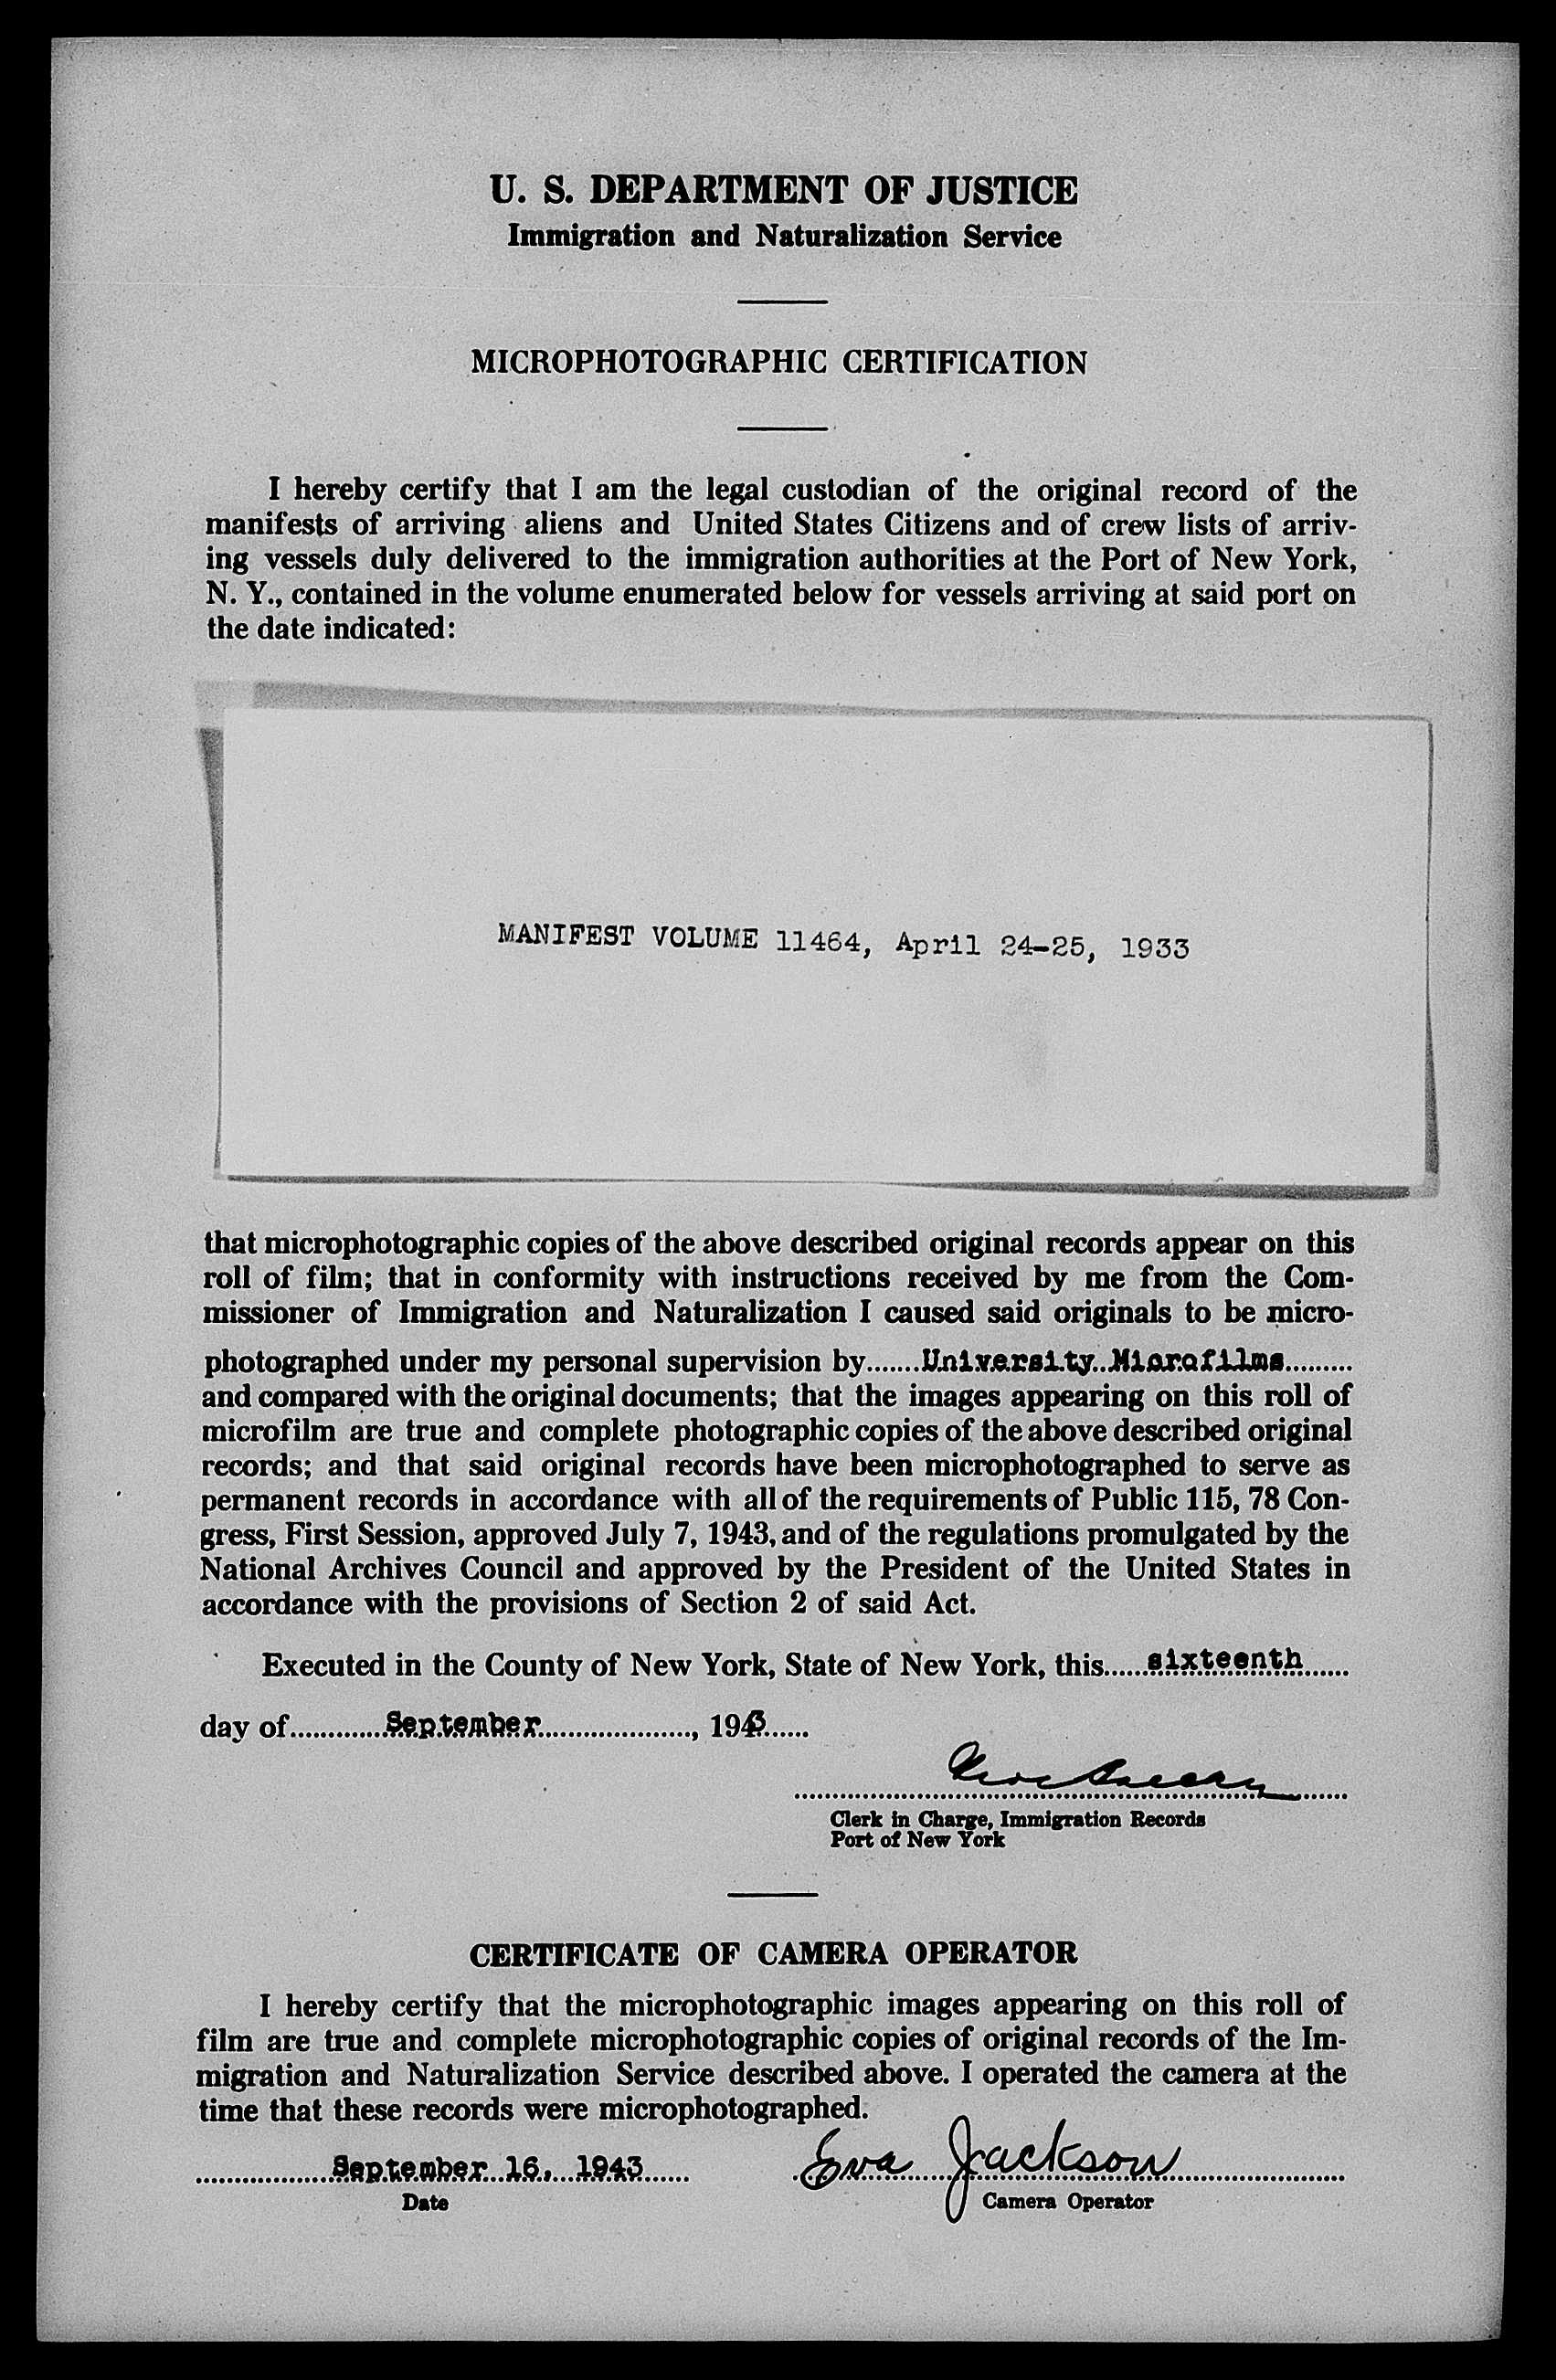 U. S. DEPARTMENT OF JUSTICE
Immigration and Naturalization Service
MICROPHOTOGRAPHIC CERTIFICATION
I hereby certify that I am the legal custodian of the original record of the
manifests of arriving aliens and United States Citizens and of crew lists of arriv-
ing vessels duly delivered to the immigration authorities at the Port of New York,
N. Y., contained in the volume enumerated below for vessels arriving at said port on
the date indicated:
MANIFEST VOLUME 11464, April 24-25, 1933
that microphotographic copies of the above described original records appear on this
roll of film; that in conformity with instructions received by me from the Com-
missioner of Immigration and Naturalization I caused said originals to be micro-
photographed under my personal supervision by University Microfilms
and compared with the original documents; that the images appearing on this roll of
microfilm are true and complete photographic copies of the above described original
records; and that said original records have been microphotographed to serve as
permanent records in accordance with all of the requirements of Public 115, 78 Con-
gress, First Session, approved July 7, 1943, and of the regulations promulgated by the
National Archives Council and approved by the President of the United States in
accordance with the provisions of Section 2 of said Act.
Executed in the County of New York, State of New York, this sixteenth
day of September, 1943
Clerk in Charge, Immigration Records
Port of New York
CERTIFICATE OF CAMERA OPERATOR
I hereby certify that the microphotographic images appearing on this roll of
film are true and complete microphotographic copies of original records of the Im-
migration and Naturalization Service described above. I operated the camera at the
time that these records were microphotographed.
September 16, 1943 Eva Jackson
Date Camera Operator